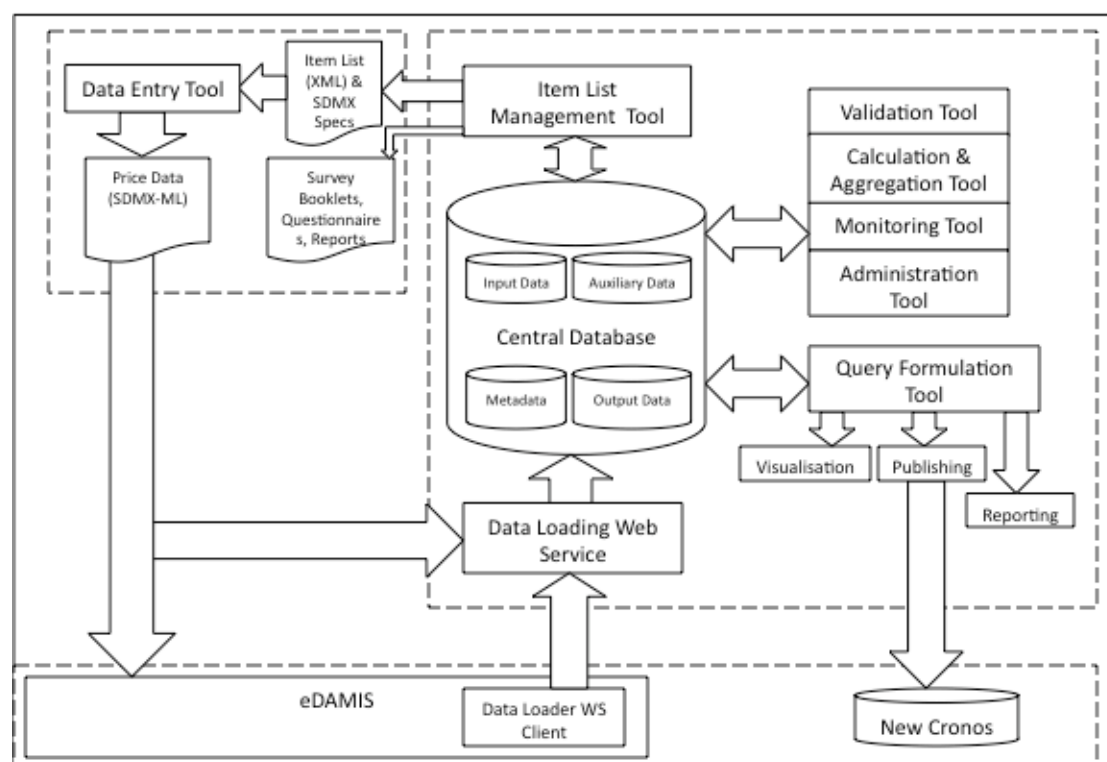 Data Entry Tool
Item List
(XML) &
SDMX
Specs
Item List
Management Tool
Price Data
(SDMX-ML)
Survey
Booklets,
Questionnaire
s, Reports
Validation Tool
Calculation &
Aggregation Tool
Monitoring Tool
Administration
Tool
Input Data
Auxiliary Data
Central Database
Metadata
Output Data
Query Formulation
Tool
Visualisation
Publishing
Reporting
Data Loading Web
Service
eDAMIS
Data Loader WS
Client
New Cronos